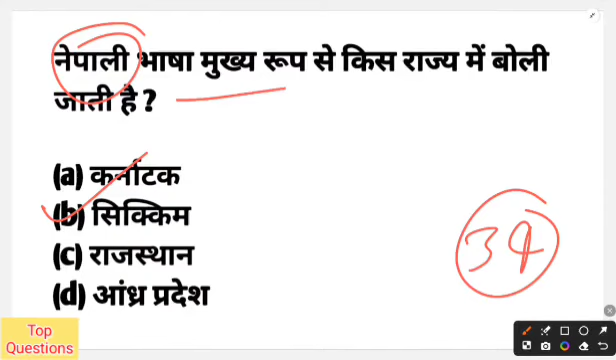 नेपाली भाषा मुख्य रूप से किस राज्य में बोली
जाती है ?
(a) कर्नाटक
(b) सिक्किम
(c) राजस्थान
(d) आंध्र प्रदेश
34
Top
Questions